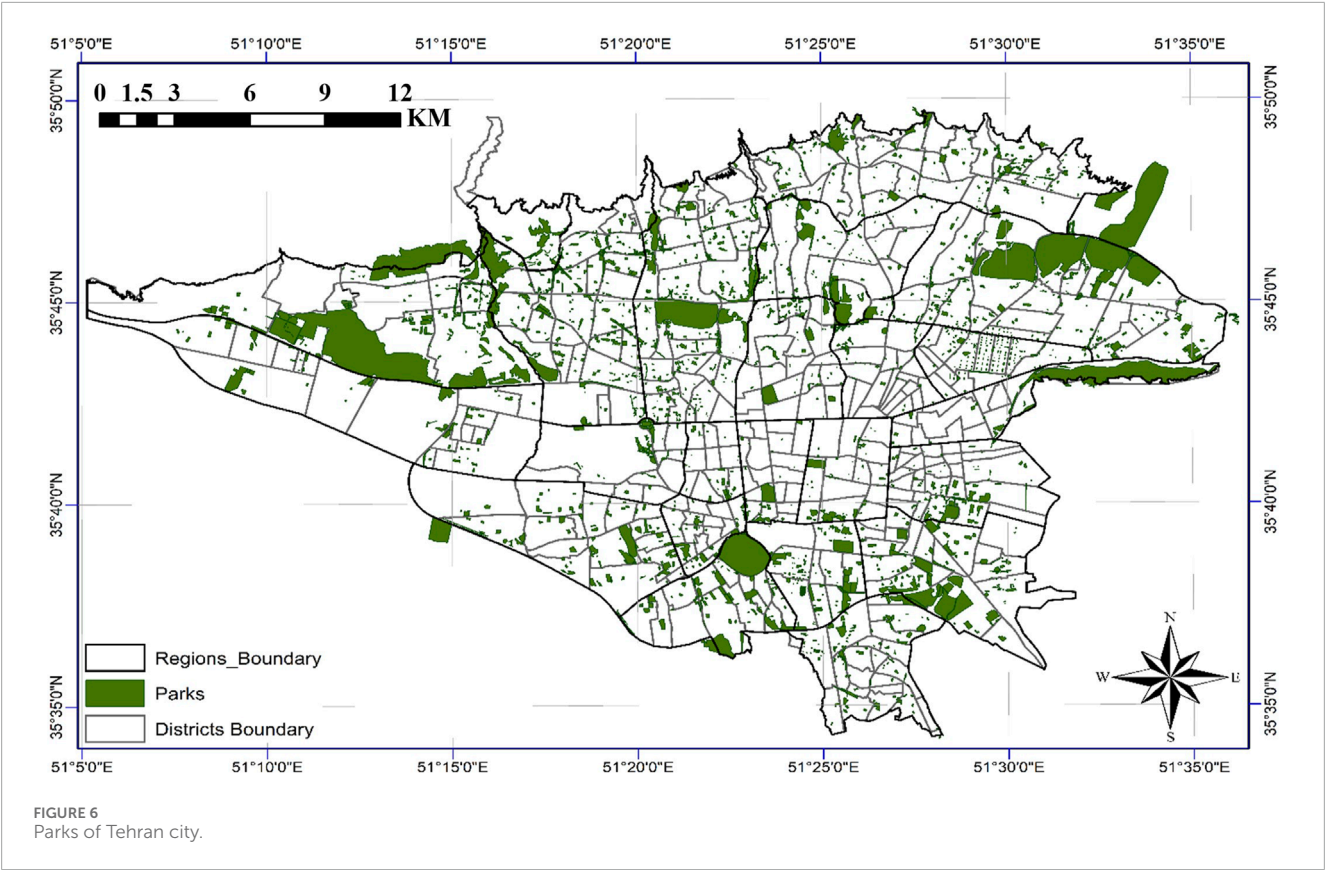 51°5'0"E 51°10'0"E 51°15'0"E 51°20'0"E 51°25'0"E 51°30'0"E 51°35'0"E
0 1.5 3 6 9 12
KM
35°50'0"N
35°50'0"N
35°45'0"N
35°45'0"N
35°40'0"N
35°40'0"N
35°35'0"N
35°35'0"N
Regions_Boundary
Parks
Districts Boundary
N
W E
S
51°5'0"E 51°10'0"E 51°15'0"E 51°20'0"E 51°25'0"E 51°30'0"E 51°35'0"E
FIGURE 6
Parks of Tehran city.